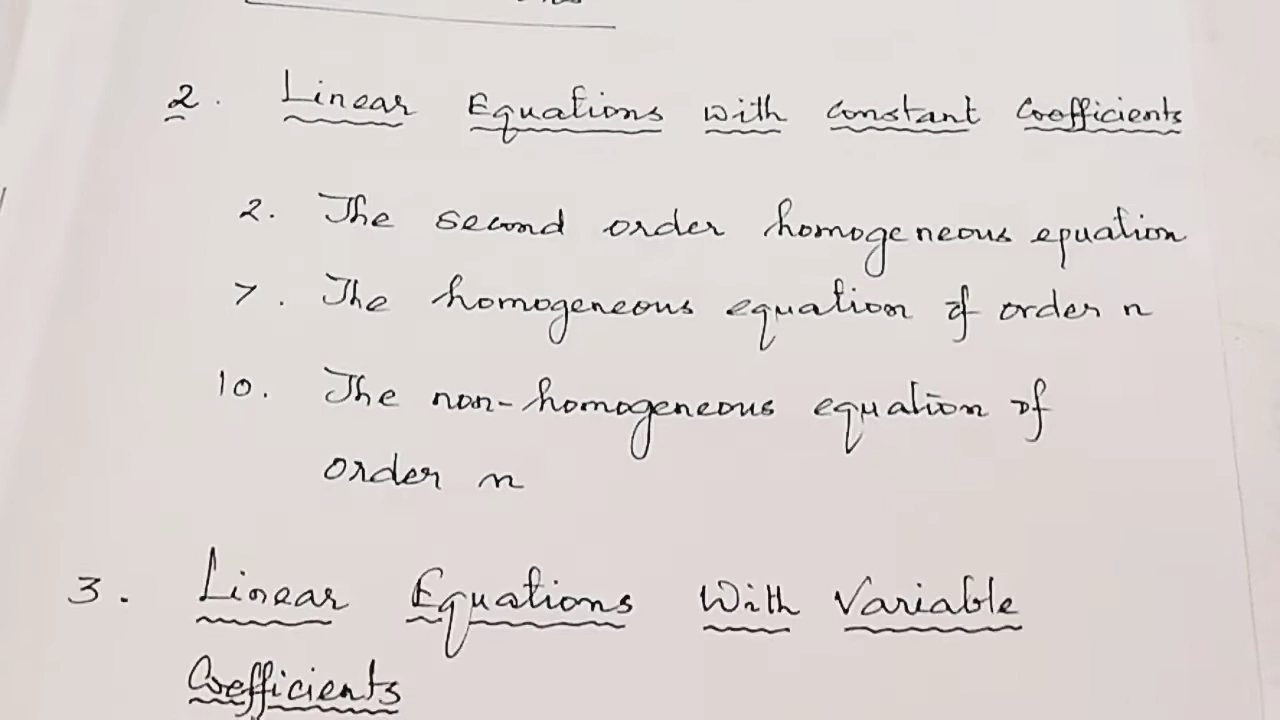 2. Linear Equations with constant Coefficients
2. The second order homogeneous equation
7. The homogeneous equation of order n
10. The non-homogeneous equation of
order n
3. Linear Equations With Variable
Coefficients